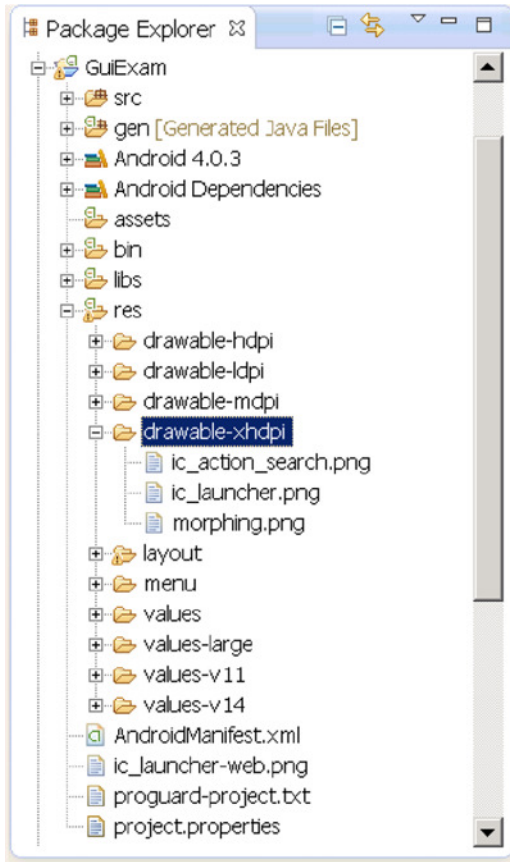 Package Explorer
GuiExam
src
gen [Generated Java Files]
Android 4.0.3
Android Dependencies
assets
bin
libs
res
drawable-hdpi
drawable-ldpi
drawable-mdpi
drawable-xhdpi
ic_action_search.png
ic_launcher.png
morphing.png
layout
menu
values
values-large
values-v11
values-v14
AndroidManifest.xml
ic_launcher-web.png
proguard-project.txt
project.properties